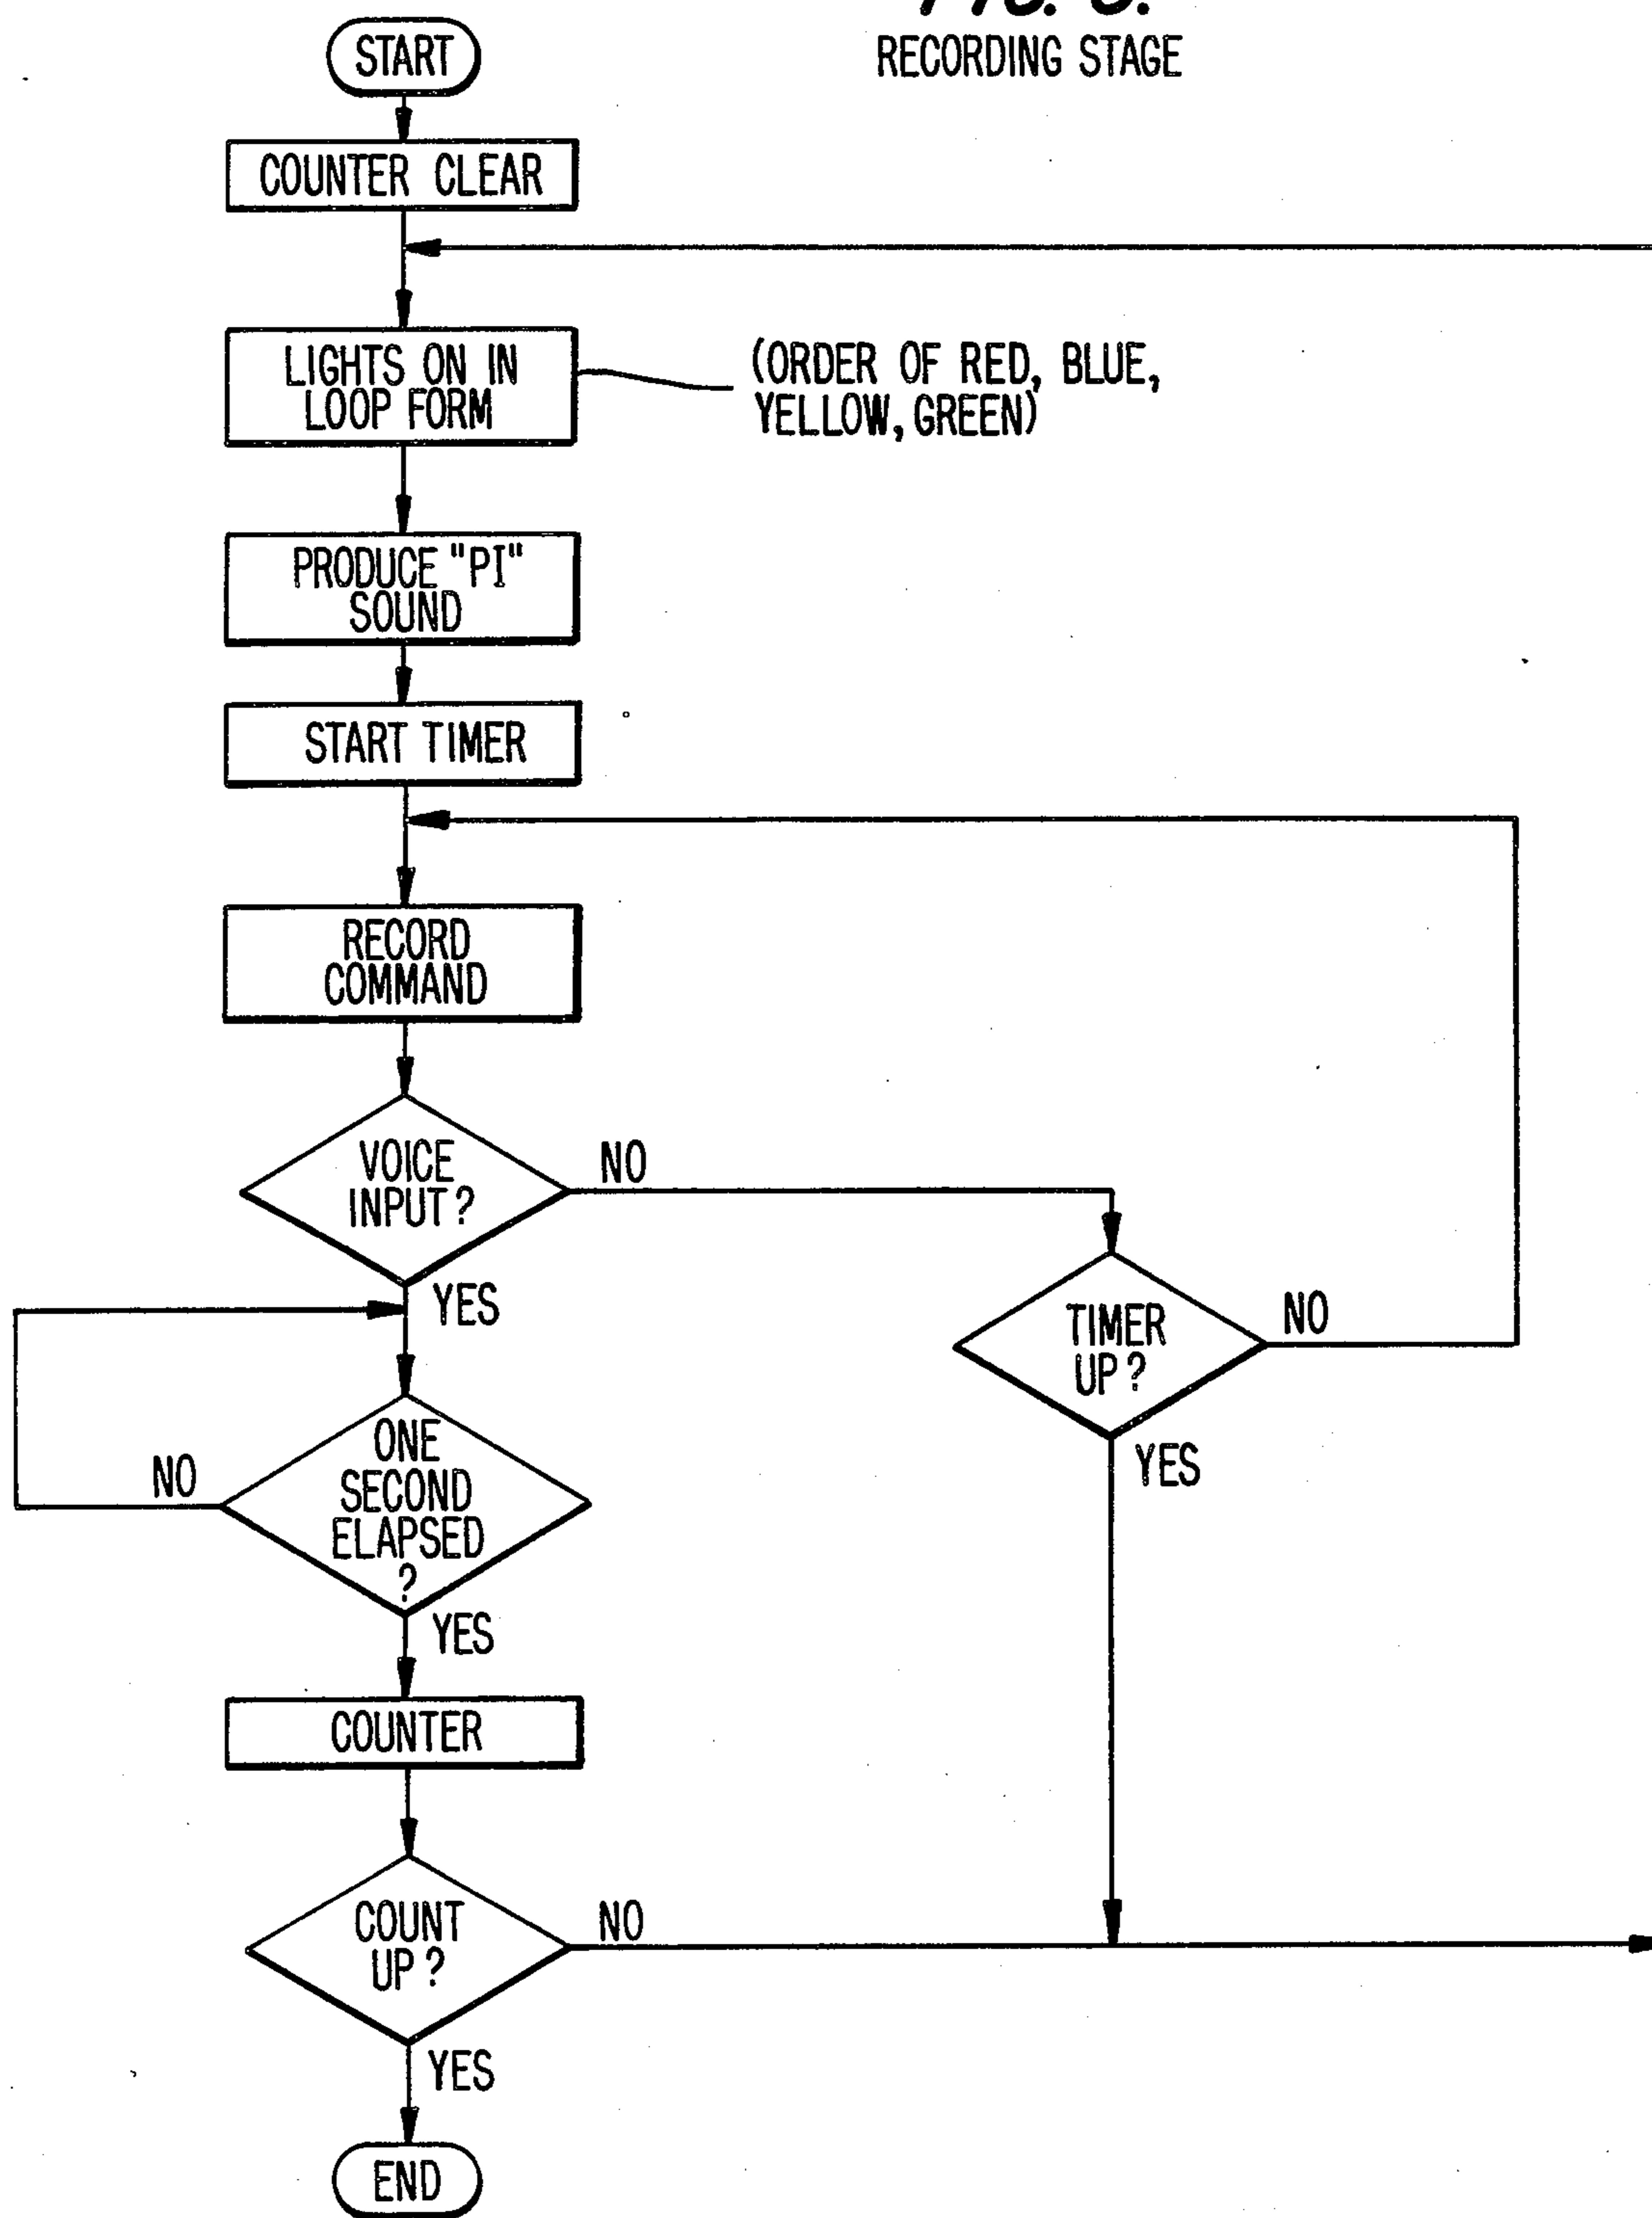 RECORDING STAGE
START
COUNTER CLEAR
LIGHTS ON IN
LOOP FORM
(ORDER OF RED, BLUE,
YELLOW, GREEN)
PRODUCE "PI"
SOUND
START TIMER
RECORD
COMMAND
VOICE
INPUT?
NO
YES
TIMER
UP?
NO
YES
ONE
SECOND
ELAPSED
?
NO
YES
COUNTER
COUNT
UP?
NO
YES
END